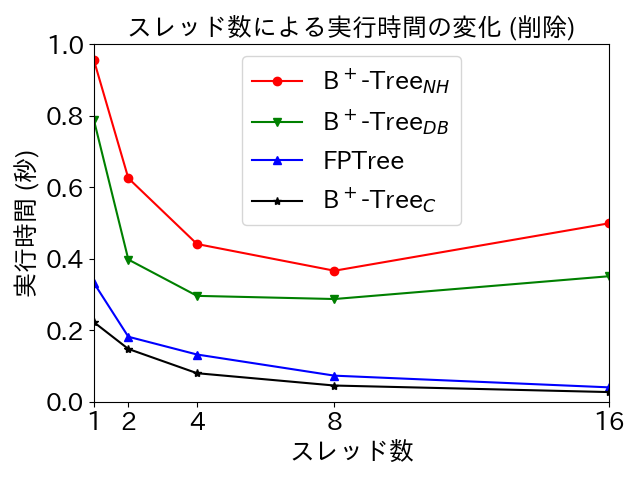 スレッド数による実行時間の変化 (削除)
1.0
0.8
0.6
0.4
0.2
0.0
実行時間 (秒)
B⁺-Tree_NH
B⁺-Tree_DB
FPTree
B⁺-Tree_C
1 2 4 8 16
スレッド数